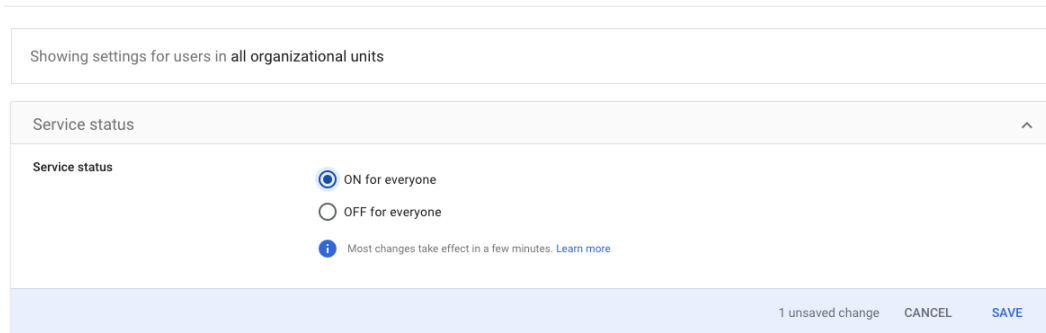 Showing settings for users in all organizational units
Service status
Service status
ON for everyone
OFF for everyone
Most changes take effect in a few minutes. Learn more
1 unsaved change CANCEL SAVE